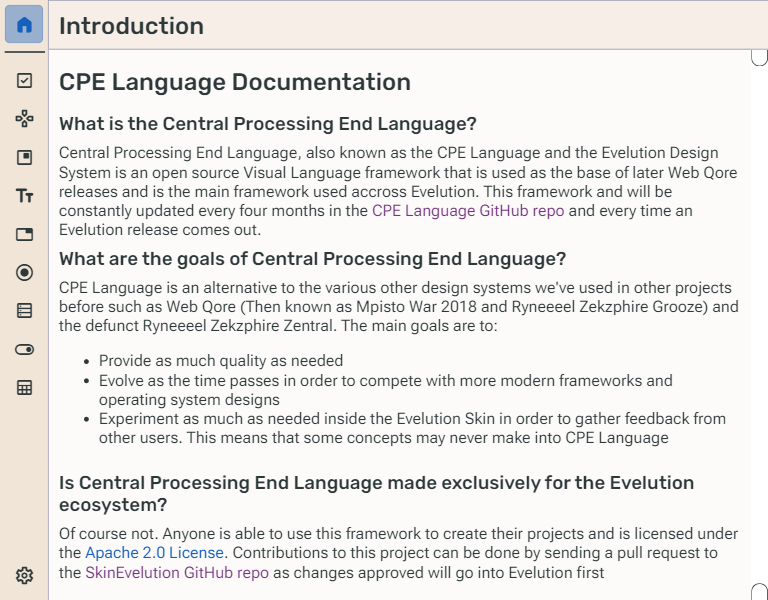 Introduction
CPE Language Documentation
What is the Central Processing End Language?
Central Processing End Language, also known as the CPE Language and the Evelution Design
System is an open source Visual Language framework that is used as the base of later Web Qore
releases and is the main framework used accross Evelution. This framework and will be
constantly updated every four months in the CPE Language GitHub repo and every time an
Evelution release comes out.
What are the goals of Central Processing End Language?
CPE Language is an alternative to the various other design systems we've used in other projects
before such as Web Qore (Then known as Mpisto War 2018 and Ryneeeel Zekzphire Grooze) and
the defunct Ryneeeel Zekzphire Zentral. The main goals are to:
• Provide as much quality as needed
• Evolve as the time passes in order to compete with more modern frameworks and
operating system designs
• Experiment as much as needed inside the Evelution Skin in order to gather feedback from
other users. This means that some concepts may never make into CPE Language
Is Central Processing End Language made exclusively for the Evelution
ecosystem?
Of course not. Anyone is able to use this framework to create their projects and is licensed under
the Apache 2.0 License. Contributions to this project can be done by sending a pull request to
the SkinEvelution GitHub repo as changes approved will go into Evelution first